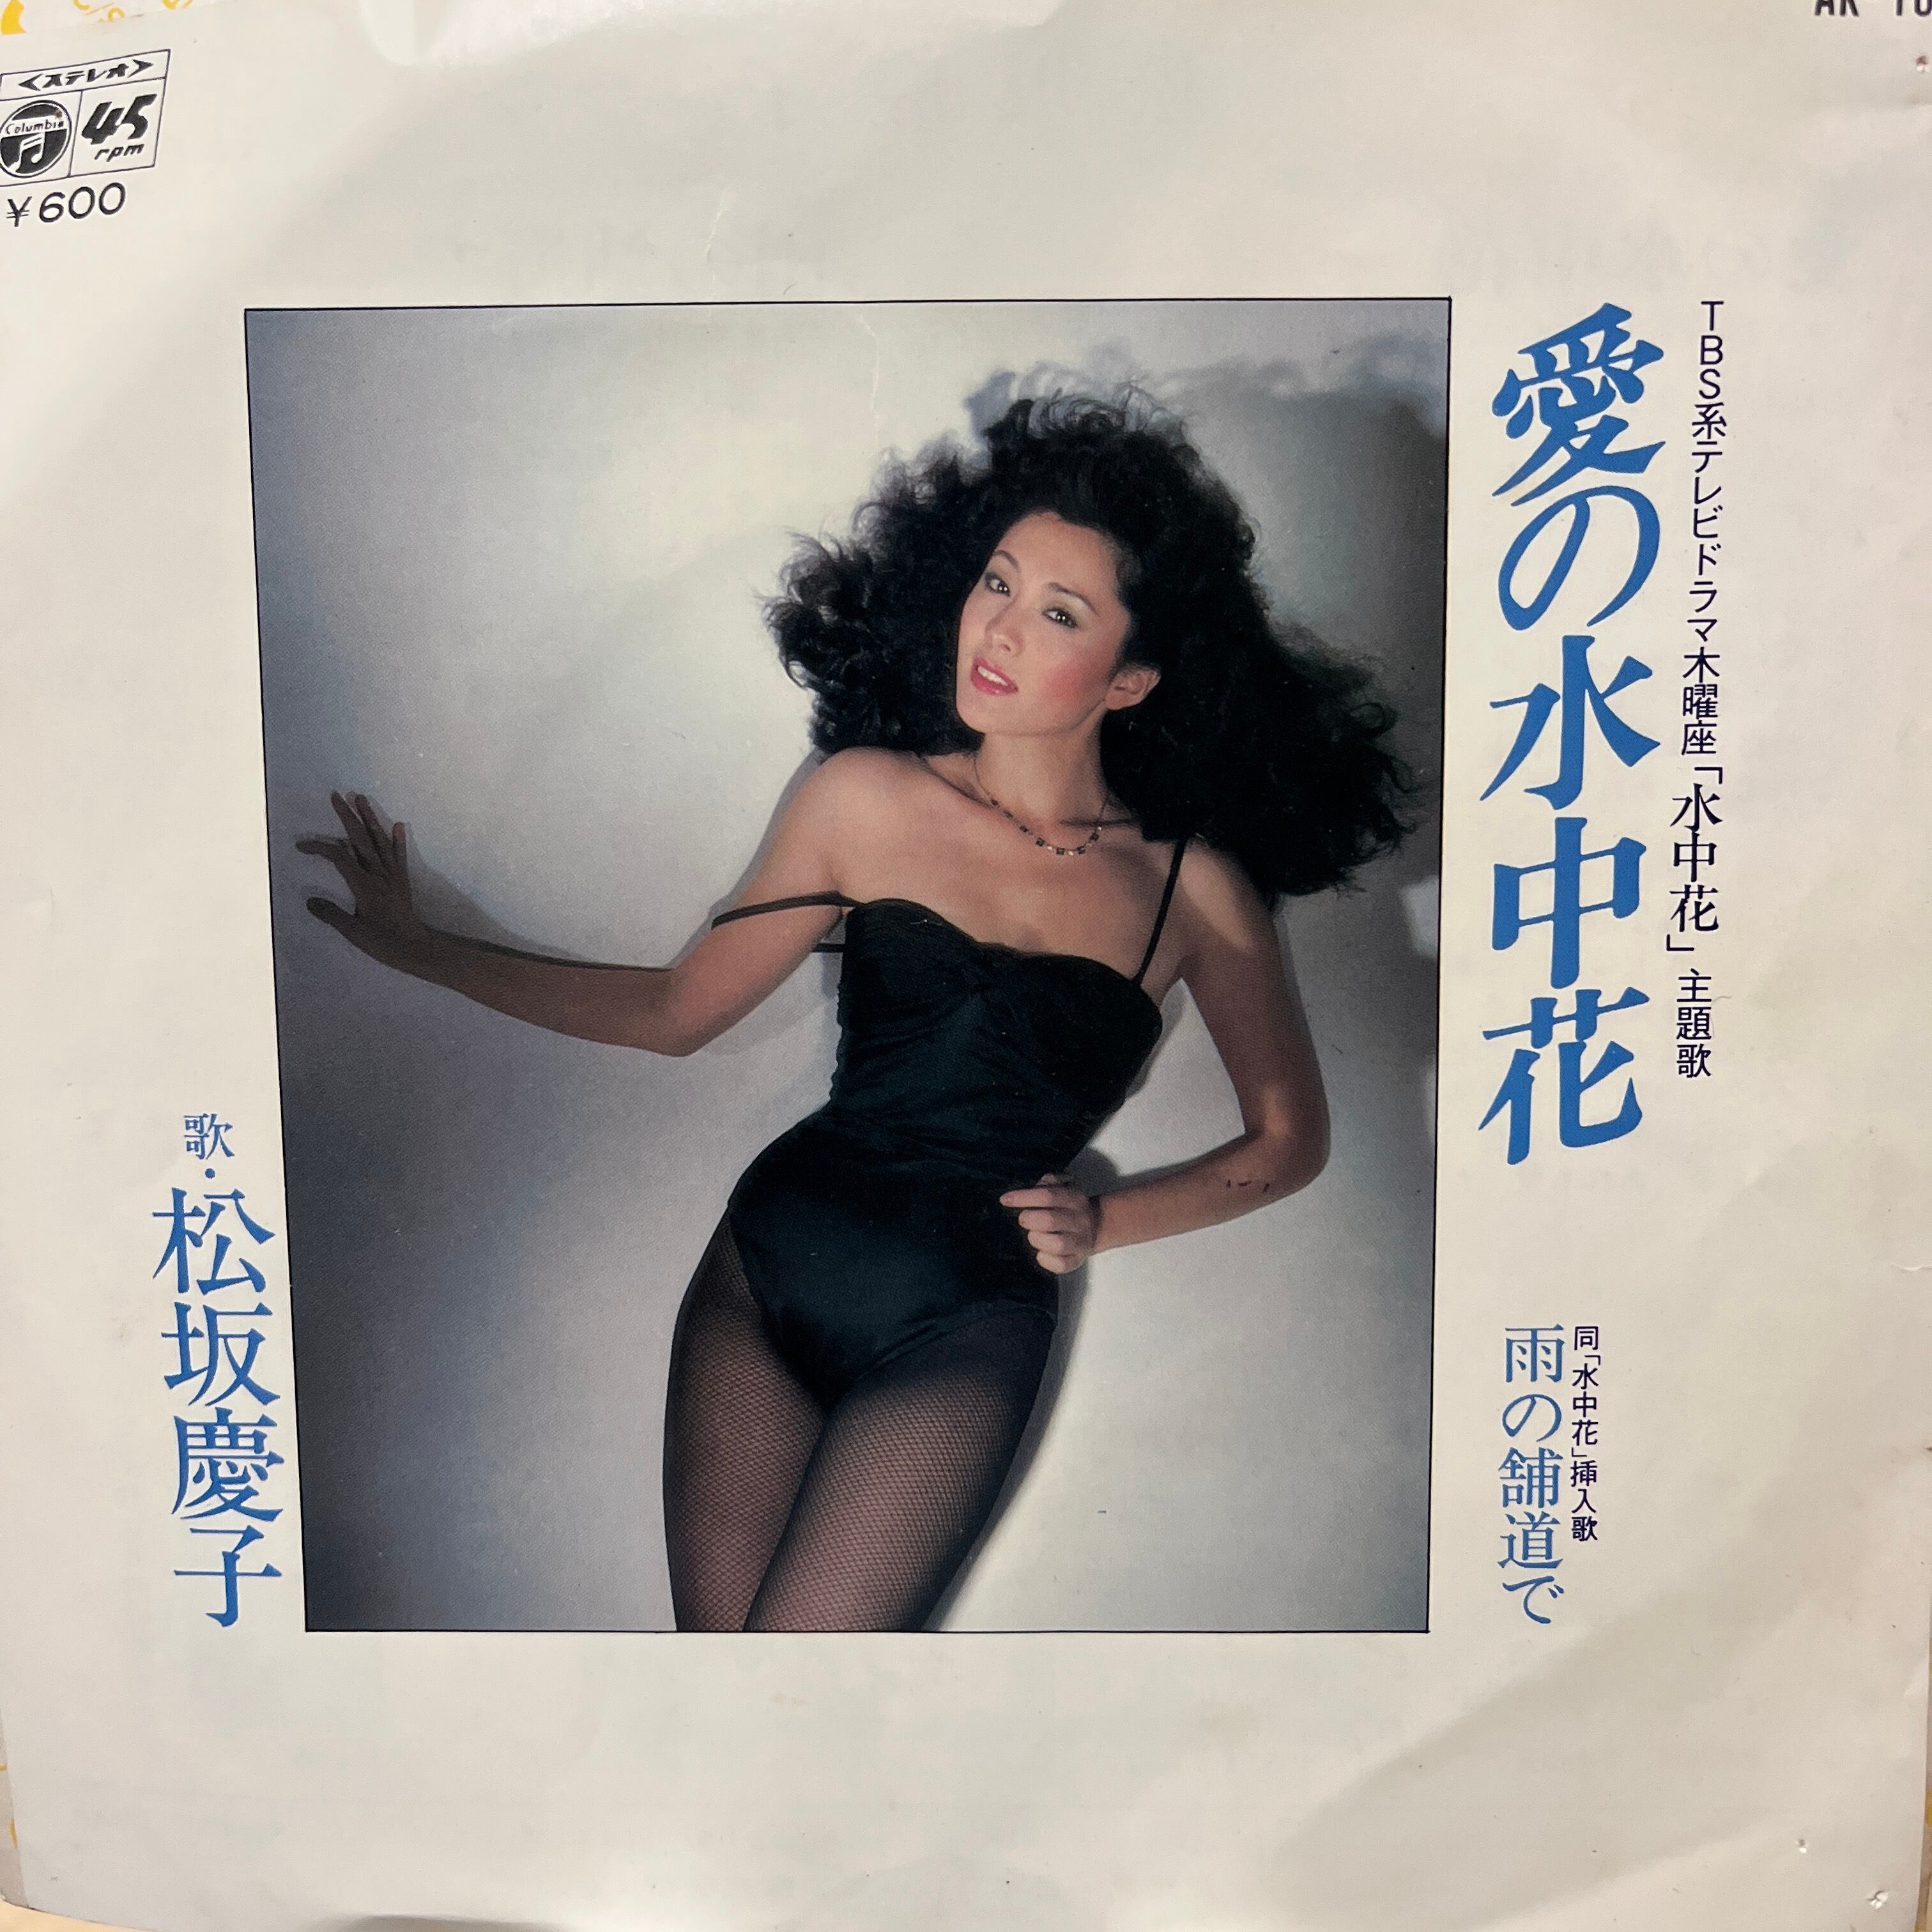 〈ステレオ〉
Columbia
45
rpm
¥600
TBS系テレビドラマ木曜座「水中花」主題歌
愛の水中花
同「水中花」挿入歌
雨の舗道で
歌・松坂慶子